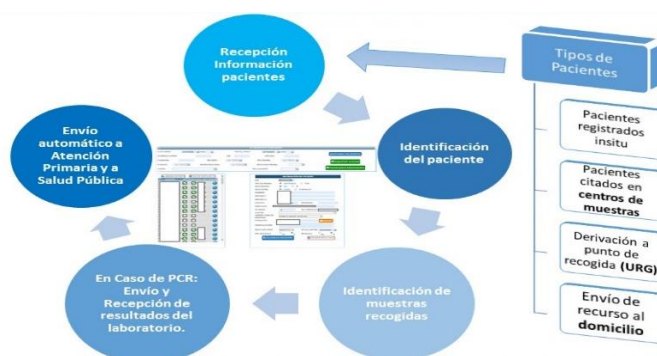 Recepción
Información
pacientes
Tipos de
Pacientes
Envío
automático a
Atención
Primaria y a
Salud Pública
Identificación
del paciente
Pacientes
registrados
insitu
Pacientes
citados en
centros de
muestras
Derivación a
punto de
recogida (URG)
Envío de
recurso al
domicilio
En Caso de PCR:
Envío y
Recepción de
resultados del
laboratorio.
Identificación de
muestras
recogidas